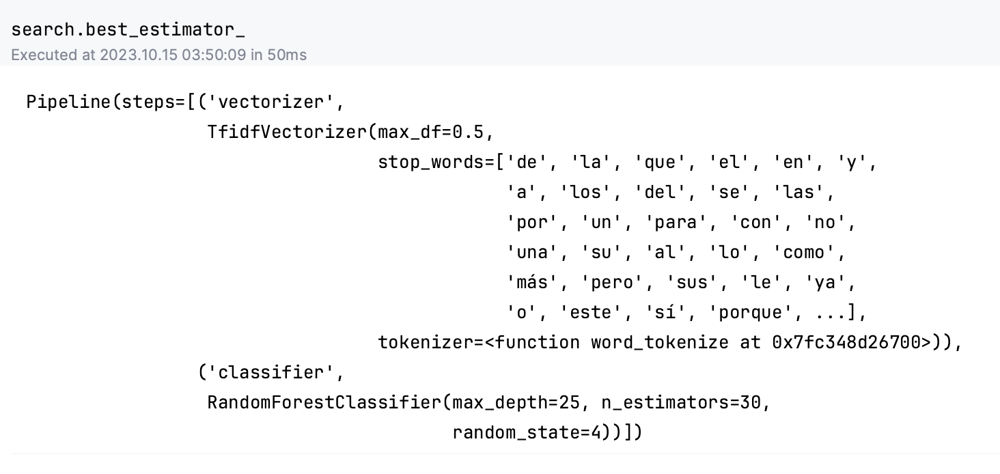 search.best_estimator_
Executed at 2023.10.15 03:50:09 in 50ms
Pipeline(steps=[('vectorizer',
TfidfVectorizer(max_df=0.5,
stop_words=['de', 'la', 'que', 'el', 'en', 'y',
'a', 'los', 'del', 'se', 'las',
'por', 'un', 'para', 'con', 'no',
'una', 'su', 'al', 'lo', 'como',
'más', 'pero', 'sus', 'le', 'ya',
'o', 'este', 'sí', 'porque', ...],
tokenizer=<function word_tokenize at 0x7fc348d26700>)),
('classifier',
RandomForestClassifier(max_depth=25, n_estimators=30,
random_state=4))])